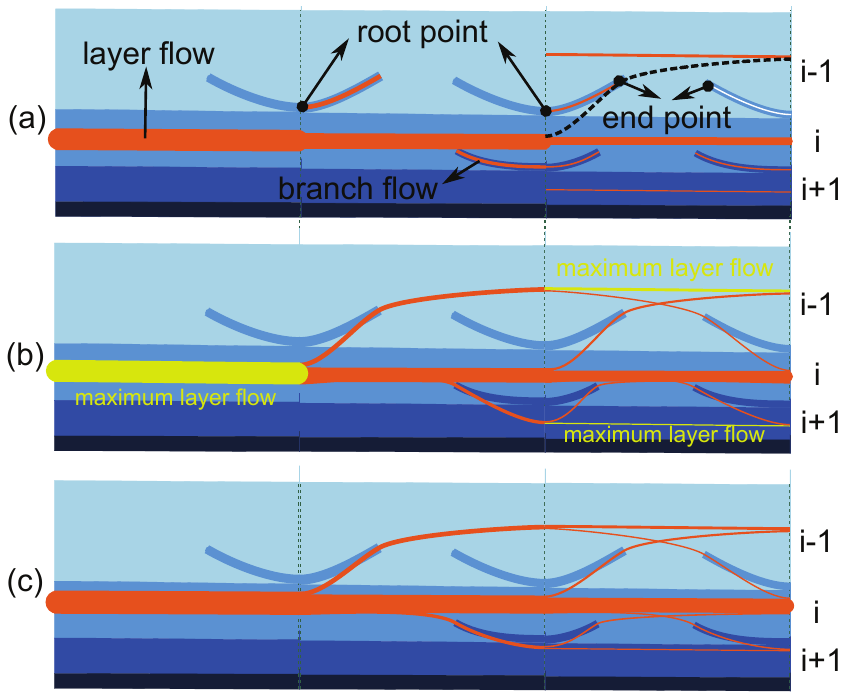 root point
layer flow
i-1
end point
(a)
i
branch flow
i+1
maximum layer flow
i-1
(b)
i
maximum layer flow
i+1
maximum layer flow
i-1
(c)
i
i+1